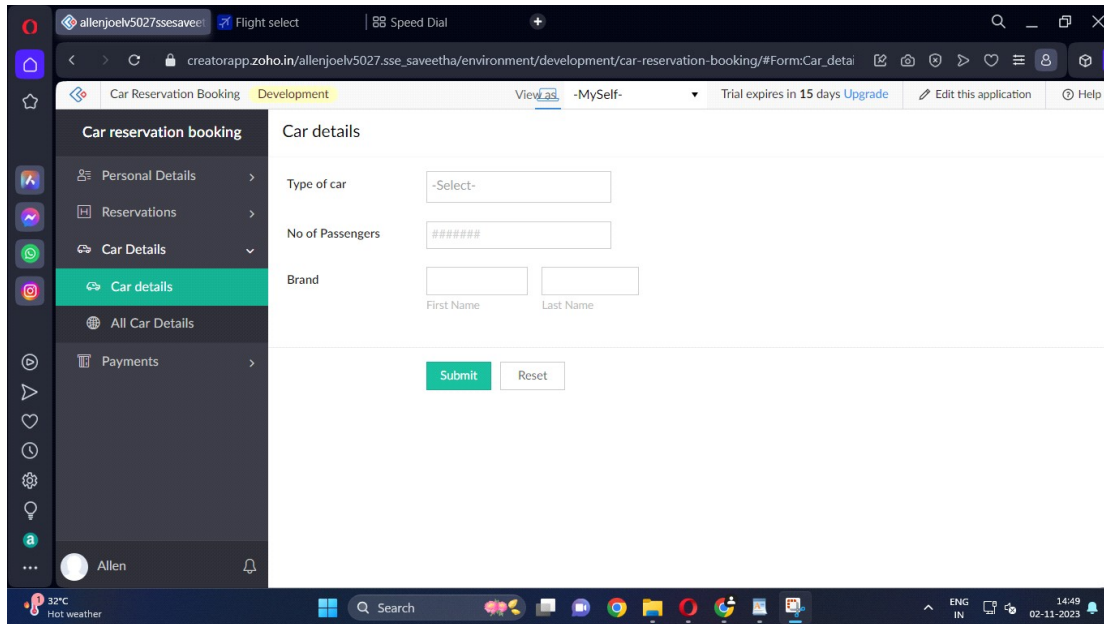 allenjoelv5027ssesaveet
Flight select
Speed Dial
creatorapp.zoho.in/allenjoelv5027.sse_saveetha/environment/development/car-reservation-booking/#Form:Car_detai
Car Reservation Booking
Development
View as
-MySelf-
Trial expires in 15 days Upgrade
Edit this application
Help
Car reservation booking
Personal Details
Reservations
Car Details
Car details
All Car Details
Payments
Allen
Car details
Type of car
-Select-
No of Passengers
#######
Brand
First Name
Last Name
Submit
Reset
1
32°C
Hot weather
Search
ENG
IN
14:49
02-11-2023